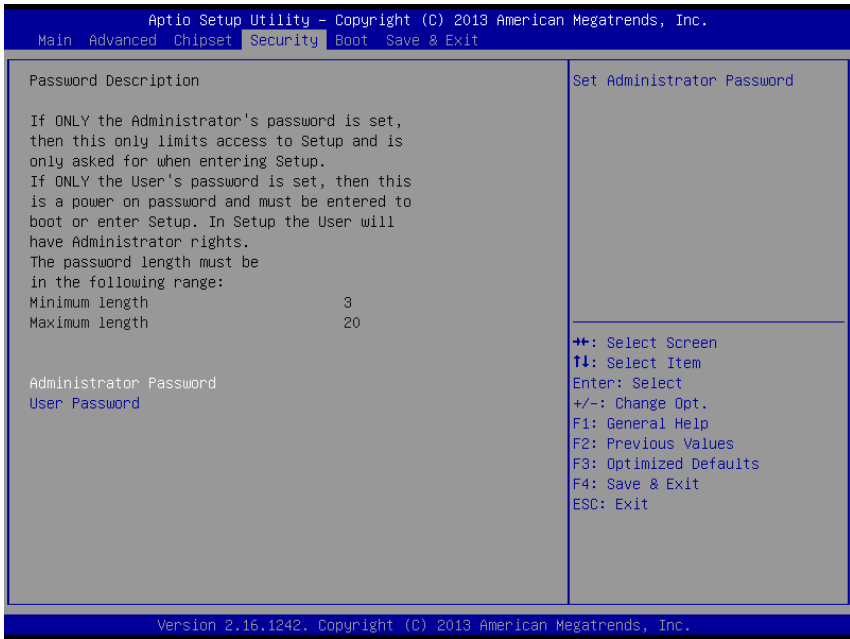 Aptio Setup Utility – Copyright (C) 2013 American Megatrends, Inc.
Main Advanced Chipset Security Boot Save & Exit
Password Description
If ONLY the Administrator's password is set,
then this only limits access to Setup and is
only asked for when entering Setup.
If ONLY the User's password is set, then this
is a power on password and must be entered to
boot or enter Setup. In Setup the User will
have Administrator rights.
The password length must be
in the following range:
Minimum length 3
Maximum length 20
Administrator Password
User Password
Set Administrator Password
→←: Select Screen
↑↓: Select Item
Enter: Select
+/-: Change Opt.
F1: General Help
F2: Previous Values
F3: Optimized Defaults
F4: Save & Exit
ESC: Exit
Version 2.16.1242. Copyright (C) 2013 American Megatrends, Inc.